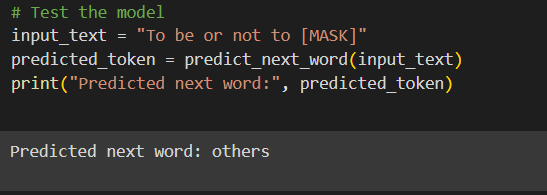 # Test the model
input_text = "To be or not to [MASK]"
predicted_token = predict_next_word(input_text)
print("Predicted next word:", predicted_token)
Predicted next word: others